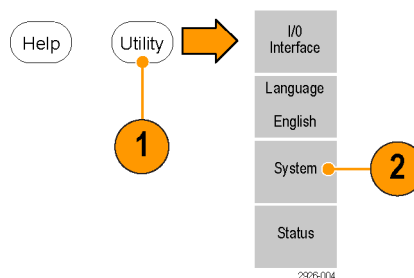 Help
Utility
1
I/0
Interface
Language
English
System
2
Status
2926-004